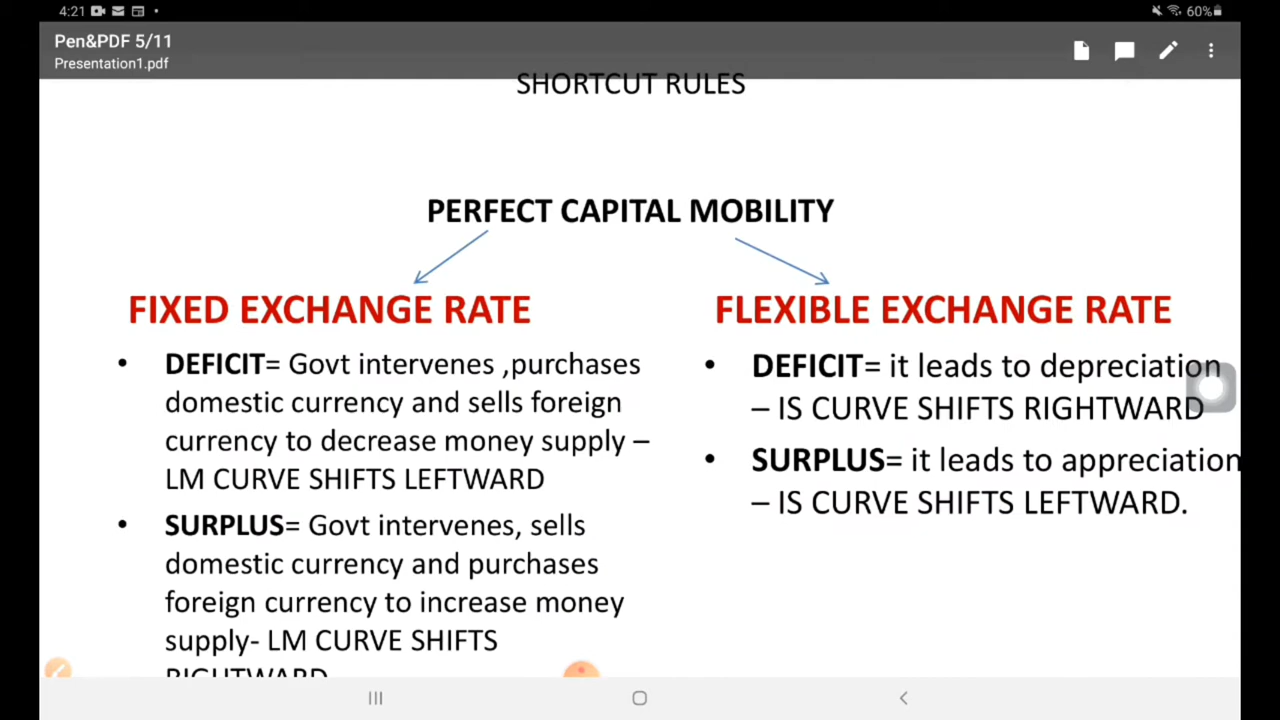 4:21
60%
Pen&PDF 5/11
Presentation1.pdf
SHORTCUT RULES
PERFECT CAPITAL MOBILITY
FIXED EXCHANGE RATE
• DEFICIT= Govt intervenes ,purchases
domestic currency and sells foreign
currency to decrease money supply –
LM CURVE SHIFTS LEFTWARD
• SURPLUS= Govt intervenes, sells
domestic currency and purchases
foreign currency to increase money
supply- LM CURVE SHIFTS
RIGHTWARD
FLEXIBLE EXCHANGE RATE
• DEFICIT= it leads to depreciation
– IS CURVE SHIFTS RIGHTWARD
• SURPLUS= it leads to appreciation
– IS CURVE SHIFTS LEFTWARD.